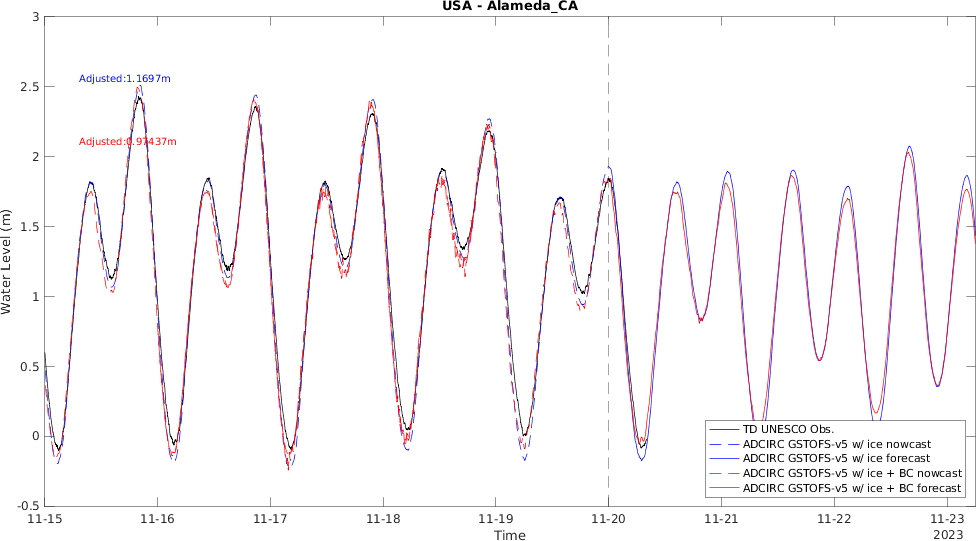 USA - Alameda_CA
Water Level (m)
3
2.5
2
1.5
1
0.5
0
-0.5
Adjusted:1.1697m
Adjusted:0.97437m
TD UNESCO Obs.
ADCIRC GSTOFS-v5 w/ ice nowcast
ADCIRC GSTOFS-v5 w/ ice forecast
ADCIRC GSTOFS-v5 w/ ice + BC nowcast
ADCIRC GSTOFS-v5 w/ ice + BC forecast
11-15 11-16 11-17 11-18 11-19 11-20 11-21 11-22 11-23
Time
2023